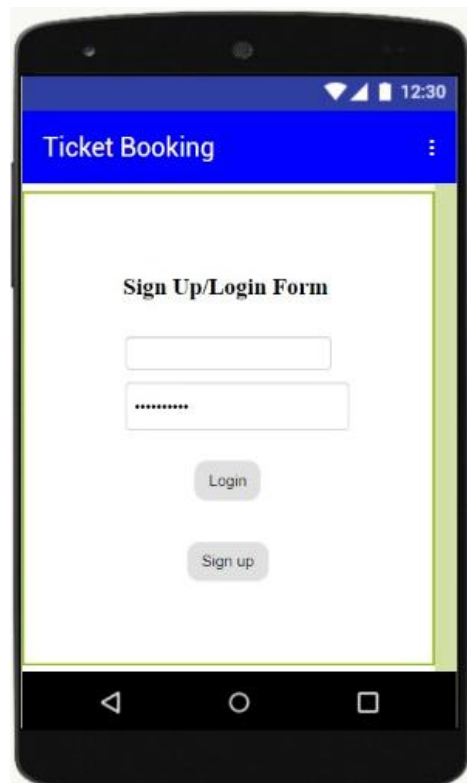 12:30
Ticket Booking
Sign Up/Login Form
••••••••••
Login
Sign up